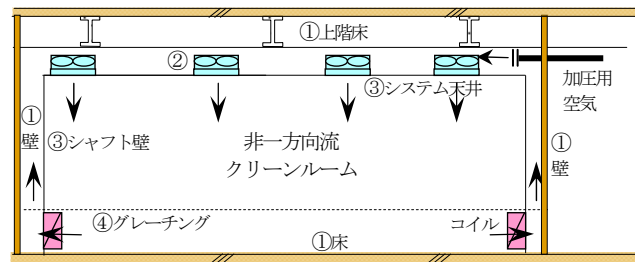 ①上階床
②
③システム天井
加圧用
空気
①
壁
③シャフト壁
非一方向流
クリーンルーム
①
壁
④グレーチング
コイル
①床